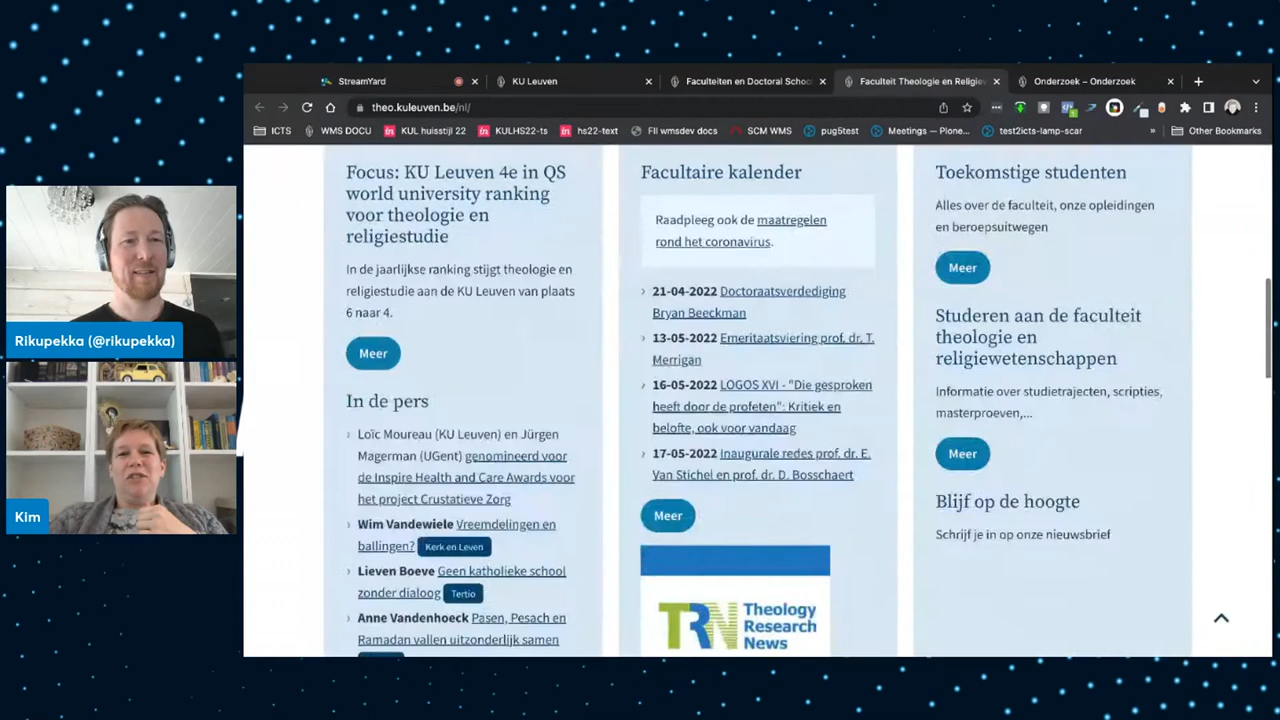 StreamYard
KU Leuven
Faculteiten en Doctoral Schoo
Faculteit Theologie en Religiev
Onderzoek – Onderzoek
theo.kuleuven.be/nl/
ICTS
WMS DOCU
KUL huisstijl 22
KULHS22-ts
hs22-text
FII wmsdev docs
SCM WMS
pug5test
Meetings — Plone...
test2icts-lamp-scar
»
Other Bookmarks
Focus: KU Leuven 4e in QS
world university ranking
voor theologie en
religiestudie
In de jaarlijkse ranking stijgt theologie en
religiestudie aan de KU Leuven van plaats
6 naar 4.
Meer
In de pers
Loïc Moureau (KU Leuven) en Jürgen
Magerman (UGent) genomineerd voor
de Inspire Health and Care Awards voor
het project Crustatieve Zorg
Wim Vandewiele Vreemdelingen en
ballingen? Kerk en Leven
Lieven Boeve Geen katholieke school
zonder dialoog Tertio
Anne Vandenhoeck Pasen, Pesach en
Ramadan vallen uitzonderlijk samen
Facultaire kalender
Raadpleeg ook de maatregelen
rond het coronavirus.
21-04-2022 Doctoraatsverdediging
Bryan Beeckman
13-05-2022 Emeritaatsviering prof. dr. T.
Merrigan
16-05-2022 LOGOS XVI - "Die gesproken
heeft door de profeten": Kritiek en
belofte, ook voor vandaag
17-05-2022 Inaugurale redes prof. dr. E.
Van Stichel en prof. dr. D. Bosschaert
Meer
TRN Theology
Research
News
Toekomstige studenten
Alles over de faculteit, onze opleidingen
en beroepsuitwegen
Meer
Studeren aan de faculteit
theologie en
religiewetenschappen
Informatie over studietrajecten, scripties,
masterproeven,...
Meer
Blijf op de hoogte
Schrijf je in op onze nieuwsbrief
Rikupekka (@rikupekka)
Kim